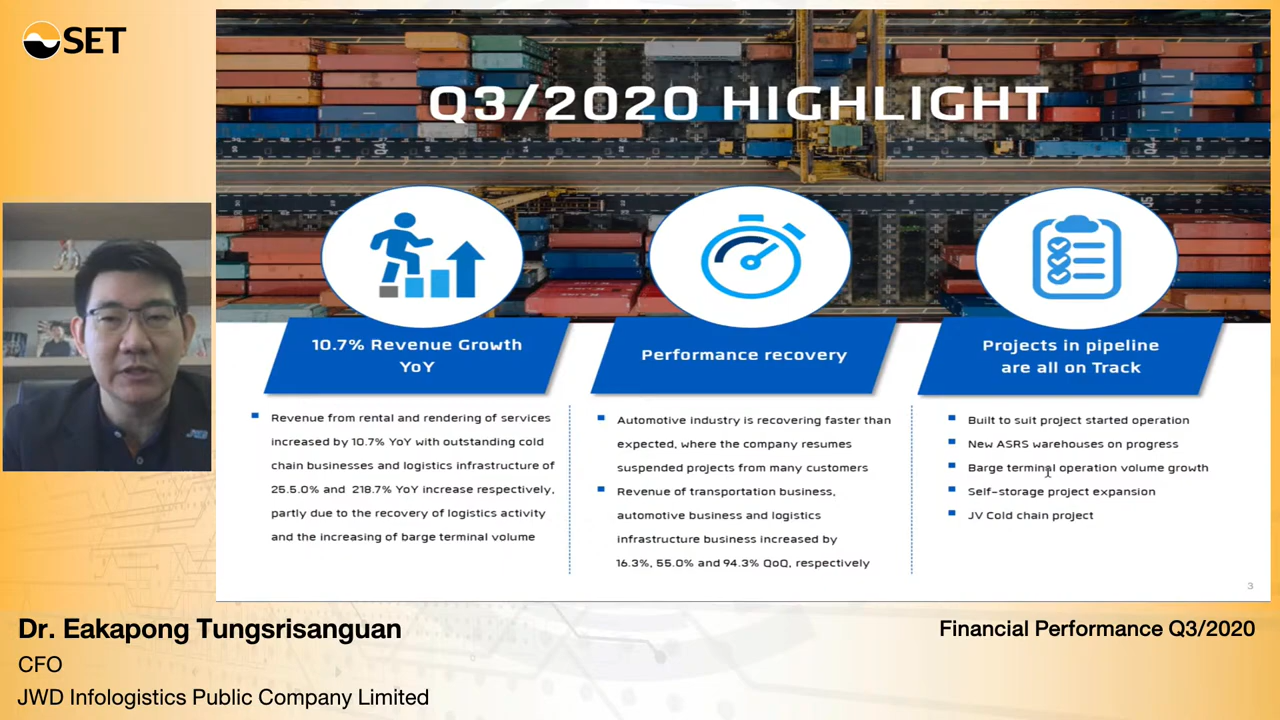 SET
Q3/2020 HIGHLIGHT
10.7% Revenue Growth
YoY
Revenue from rental and rendering of services
increased by 10.7% YoY with outstanding cold
chain businesses and logistics infrastructure of
25.5.0% and 218.7% YoY increase respectively,
partly due to the recovery of logistics activity
and the increasing of barge terminal volume
Performance recovery
Automotive industry is recovering faster than
expected, where the company resumes
suspended projects from many customers
Revenue of transportation business,
automotive business and logistics
infrastructure business increased by
16.3%, 55.0% and 94.3% QoQ, respectively
Projects in pipeline
are all on Track
Built to suit project started operation
New ASRS warehouses on progress
Barge terminal operation volume growth
Self-storage project expansion
JV Cold chain project
3
Dr. Eakapong Tungsrisanguan
CFO
JWD Infologistics Public Company Limited
Financial Performance Q3/2020